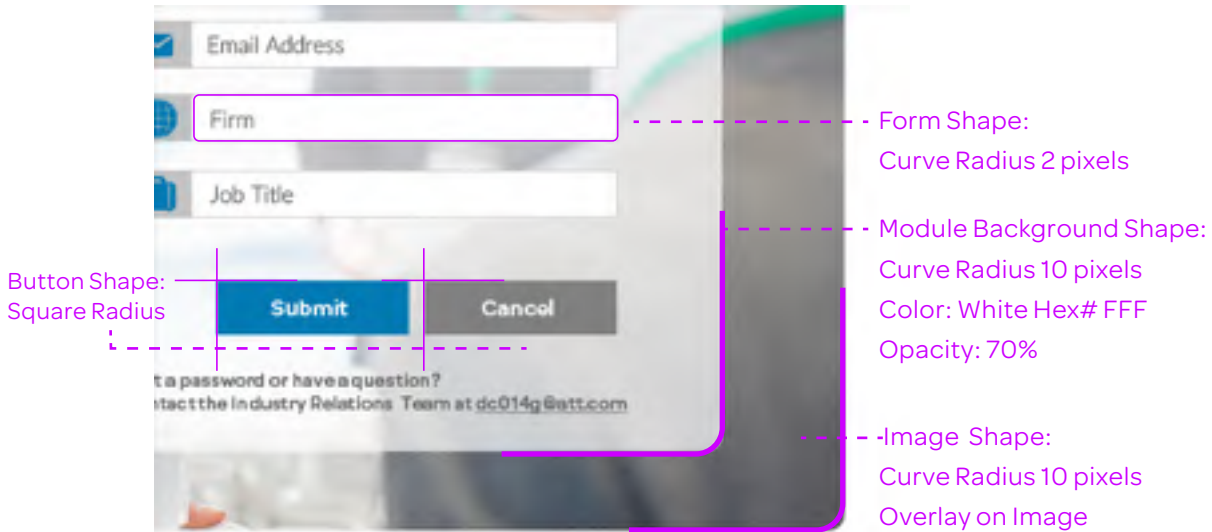 Email Address
Firm
Form Shape:
Curve Radius 2 pixels
Job Title
Module Background Shape:
Curve Radius 10 pixels
Color: White Hex# FFF
Opacity: 70%
Button Shape:
Square Radius
Submit
Cancel
t a password or have a question?
tact the Industry Relations Team at dc014g@att.com
Image Shape:
Curve Radius 10 pixels
Overlay on Image